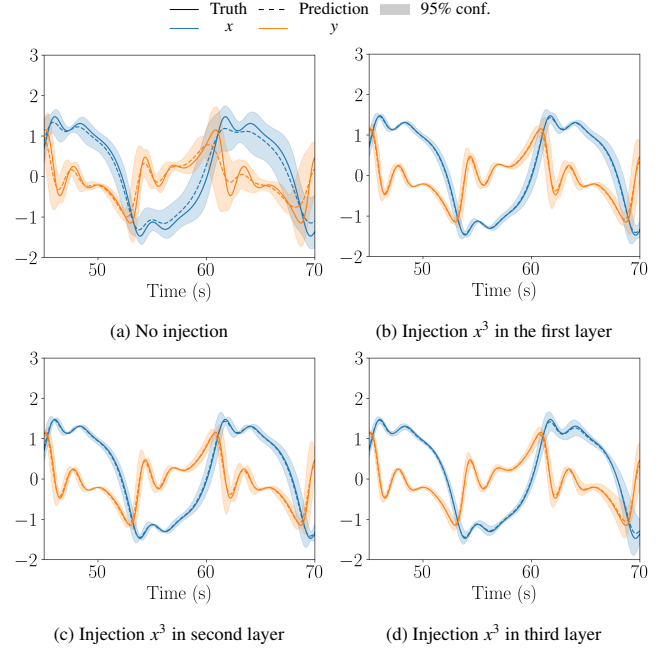 Truth Prediction 95% conf.
x y
3
2
1
0
−1
−2
50 60 70
Time (s)
(a) No injection
3
2
1
0
−1
−2
50 60 70
Time (s)
(b) Injection x³ in the first layer
3
2
1
0
−1
−2
50 60 70
Time (s)
(c) Injection x³ in second layer
3
2
1
0
−1
−2
50 60 70
Time (s)
(d) Injection x³ in third layer